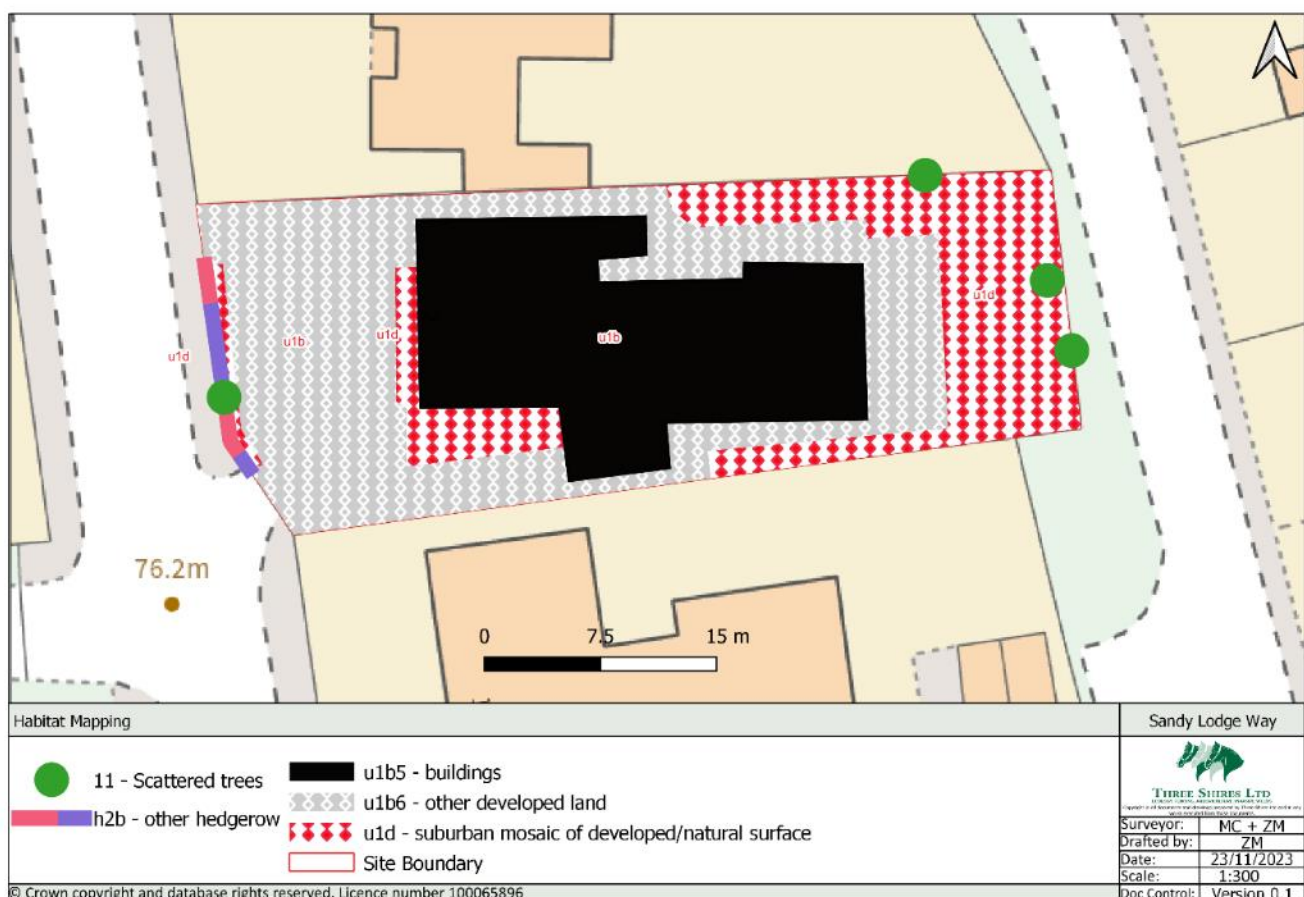 u1d
u1b
u1d
u1b
u1d
76.2m
0 7.5 15 m
Habitat Mapping
11 - Scattered trees
h2b - other hedgerow
u1b5 - buildings
u1b6 - other developed land
u1d - suburban mosaic of developed/natural surface
Site Boundary
Sandy Lodge Way
THREE SHIRES LTD
Surveyor: MC + ZM
Drafted by: ZM
Date: 23/11/2023
Scale: 1:300
Doc Control: Version 0.1
© Crown copyright and database rights reserved. Licence number 100065896